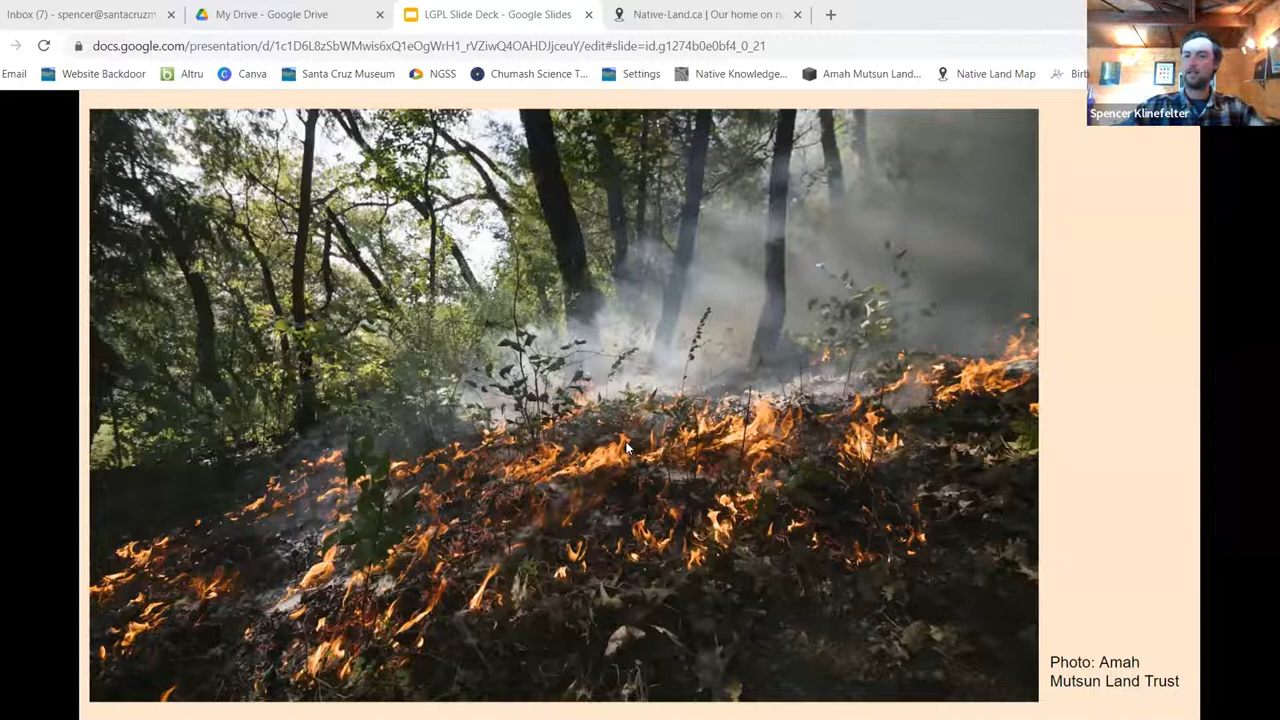 Inbox (7) - spencer@santacruzm
My Drive - Google Drive
LGPL Slide Deck - Google Slides
Native-Land.ca | Our home on n
docs.google.com/presentation/d/1c1D6L8zSbWMwis6xQ1eOgWrH1_rVZiwQ4OAHDJjceuY/edit#slide=id.g1274b0e0bf4_0_21
Email
Website Backdoor
Altru
Canva
Santa Cruz Museum
NGSS
Chumash Science T...
Settings
Native Knowledge...
Amah Mutsun Land...
Native Land Map
Birt
Spencer Klinefelter
Photo: Amah
Mutsun Land Trust